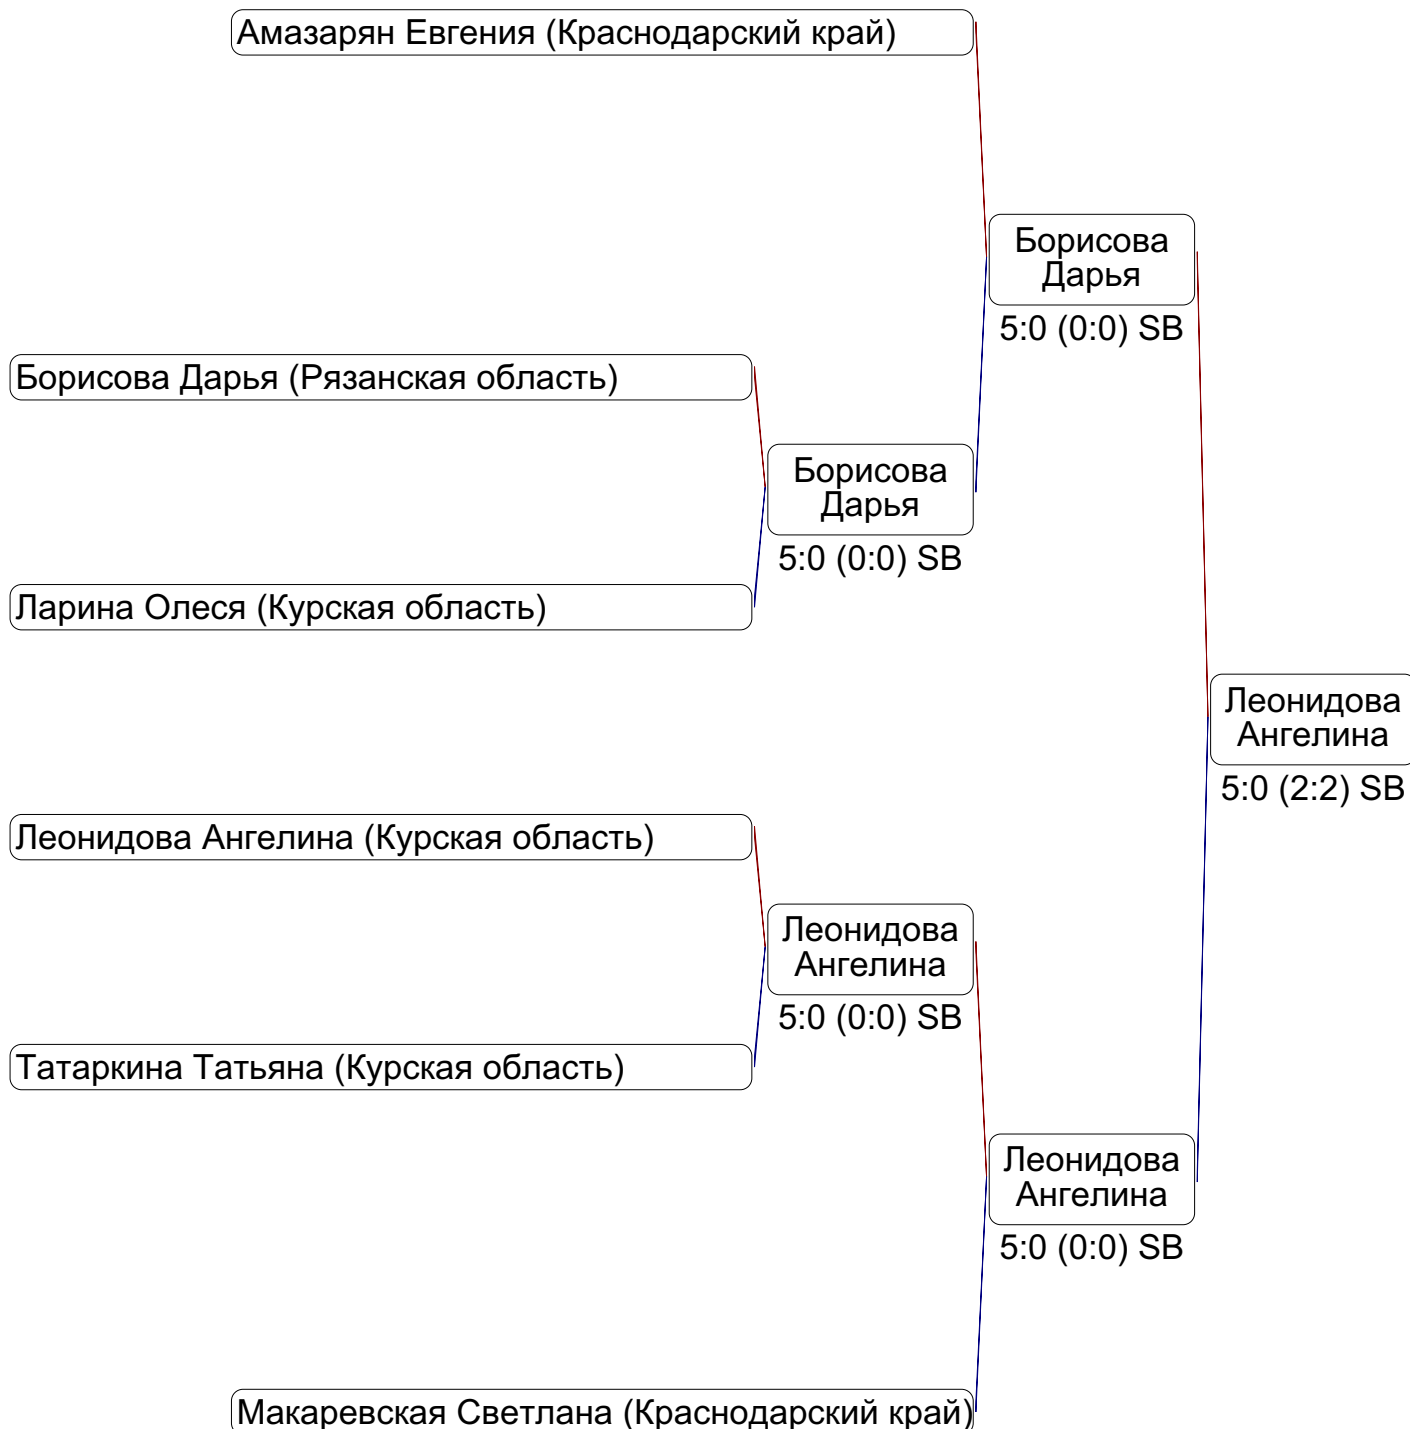 Амазарян Евгения (Краснодарский край)
Борисова
Дарья
5:0 (0:0) SB
Борисова Дарья (Рязанская область)
Борисова
Дарья
5:0 (0:0) SB
Ларина Олеся (Курская область)
Леонидова
Ангелина
5:0 (2:2) SB
Леонидова Ангелина (Курская область)
Леонидова
Ангелина
5:0 (0:0) SB
Татаркина Татьяна (Курская область)
Леонидова
Ангелина
5:0 (0:0) SB
Макаревская Светлана (Краснодарский край)